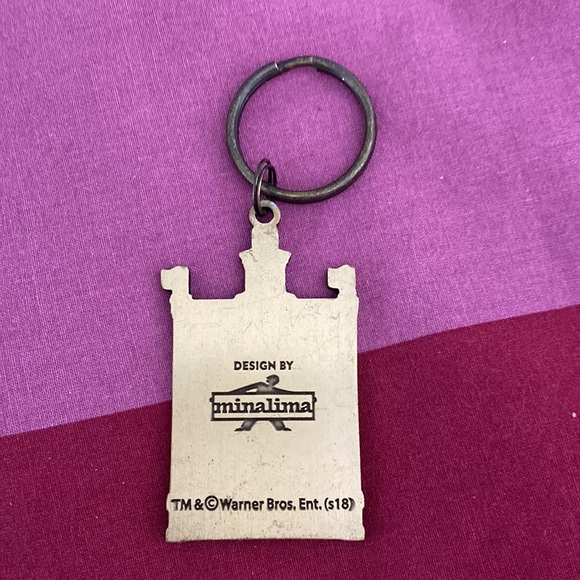 DESIGN BY
minalima
TM & © Warner Bros. Ent. (s18)